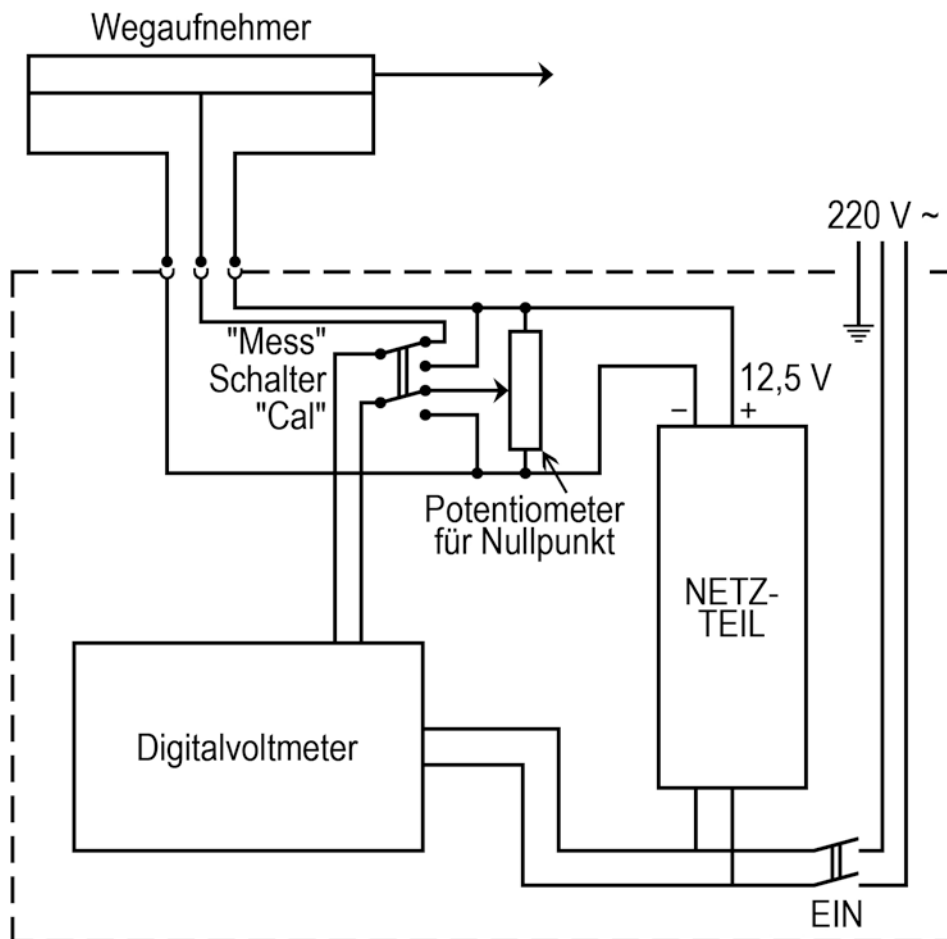 Wegaufnehmer
220 V ~
"Mess"
Schalter
"Cal"
12,5 V
– +
Potentiometer
für Nullpunkt
NETZ-
TEIL
Digitalvoltmeter
EIN